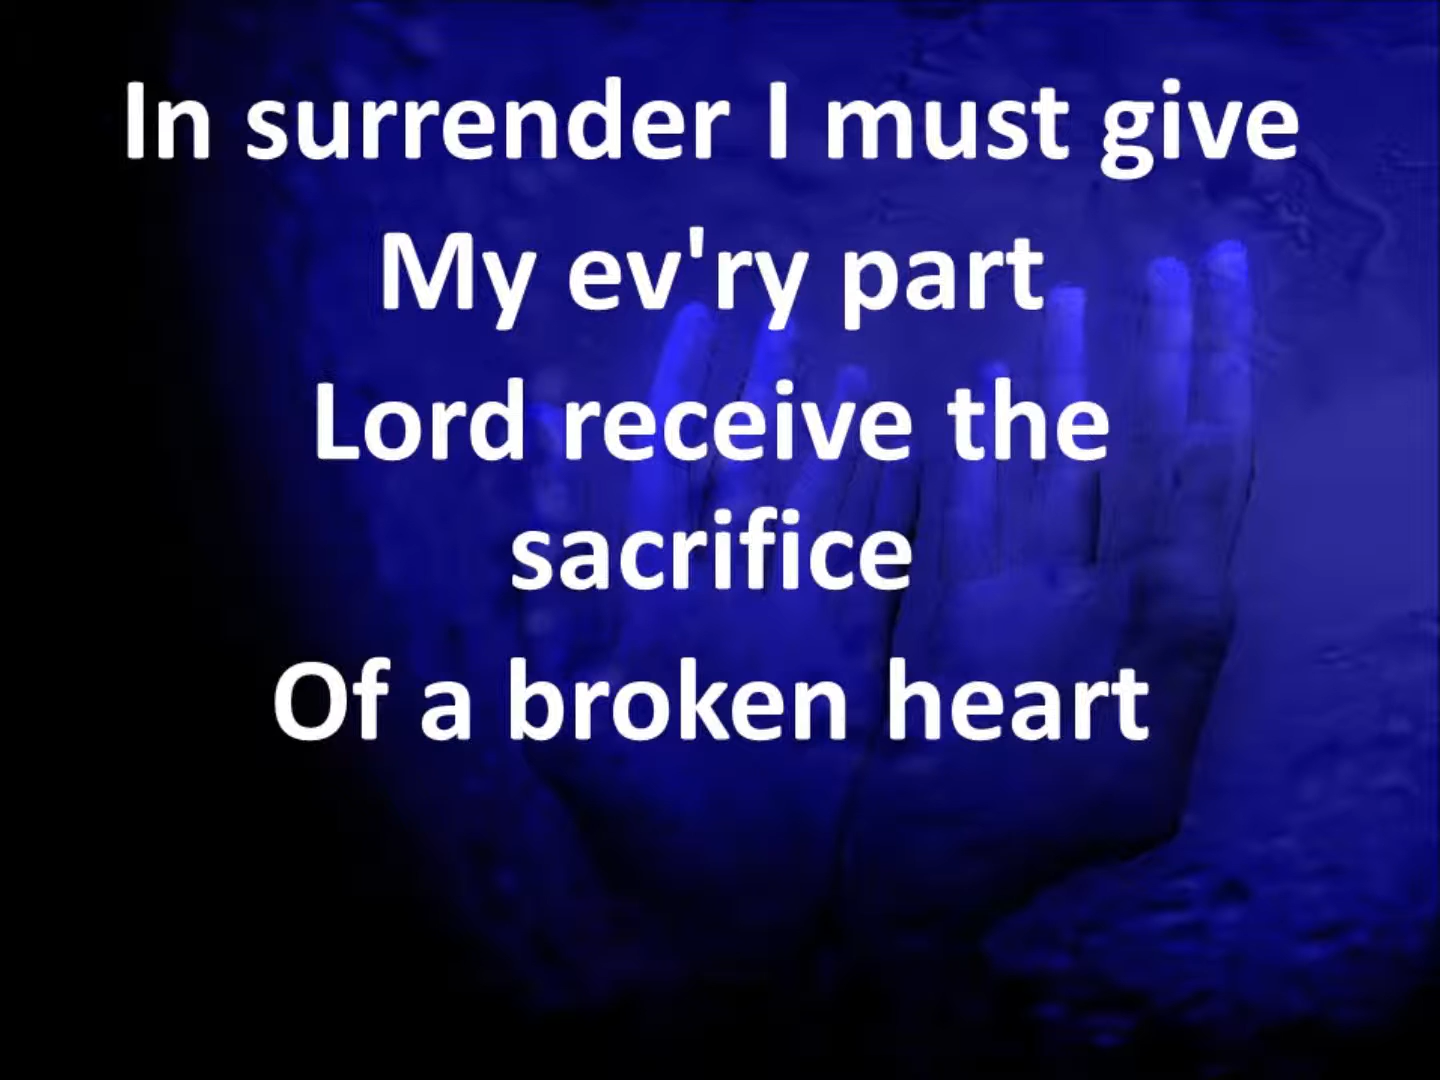 In surrender I must give
My ev'ry part
Lord receive the
sacrifice
Of a broken heart